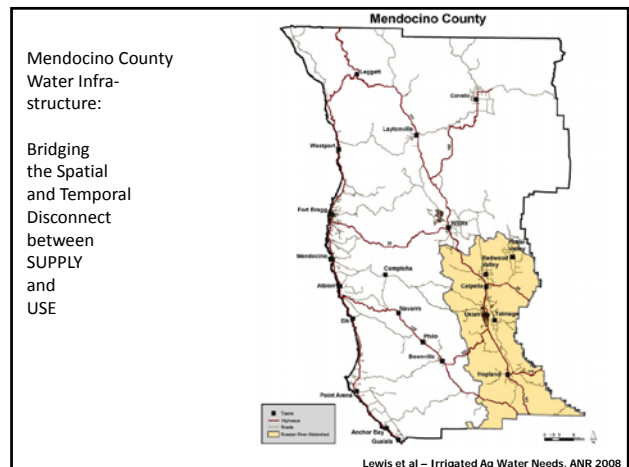 Mendocino County
Water Infra-
structure:
Bridging
the Spatial
and Temporal
Disconnect
between
SUPPLY
and
USE
Mendocino County
Leggett
Covelo
Laytonville
Westport
Fort Bragg
Willits
Potter Valley
Redwood
Valley
Mendocino
Comptche
Calpella
Albion
Ukiah
Talmage
Navarro
Elk
Philo
Boonville
Hopland
Point Arena
Anchor Bay
Gualala
Towns
Highways
Roads
Russian River Watershed
Lewis et al – Irrigated Ag Water Needs, ANR 2008